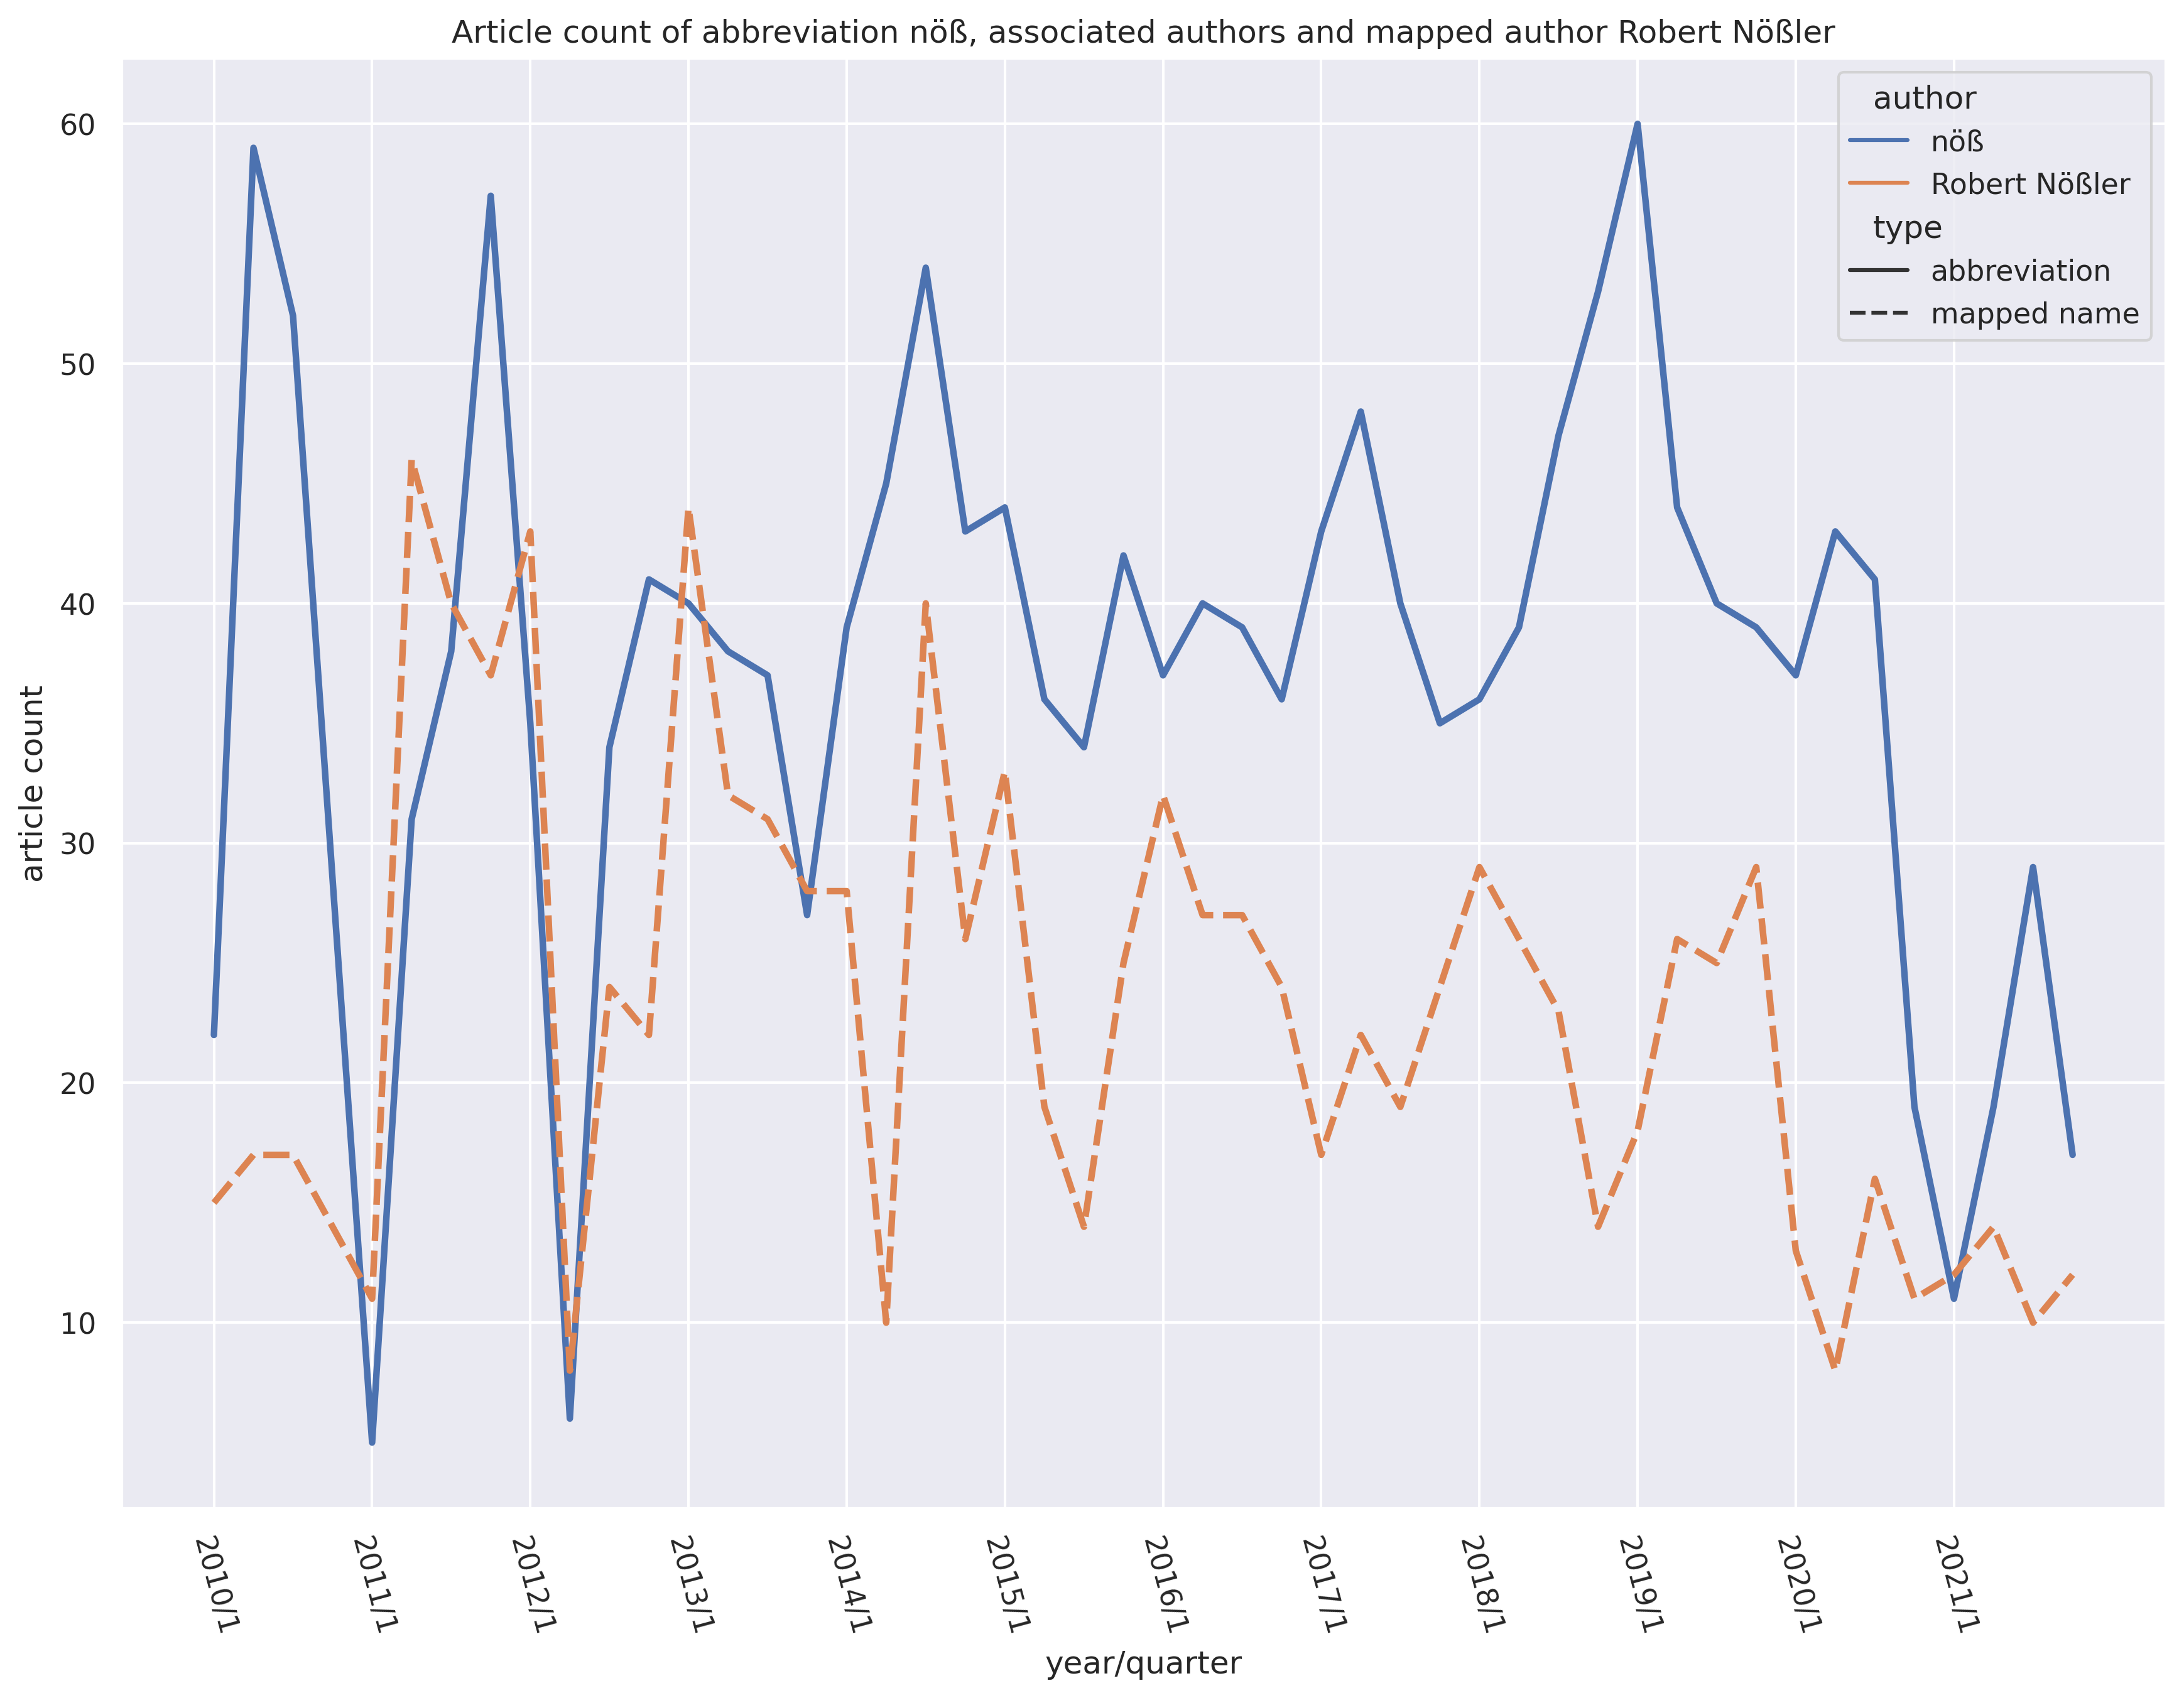 Article count of abbreviation nöß, associated authors and mapped author Robert Nößler
author
nöß
Robert Nößler
type
abbreviation
mapped name
article count
60
50
40
30
20
10
2010/1
2011/1
2012/1
2013/1
2014/1
2015/1
2016/1
2017/1
2018/1
2019/1
2020/1
2021/1
year/quarter